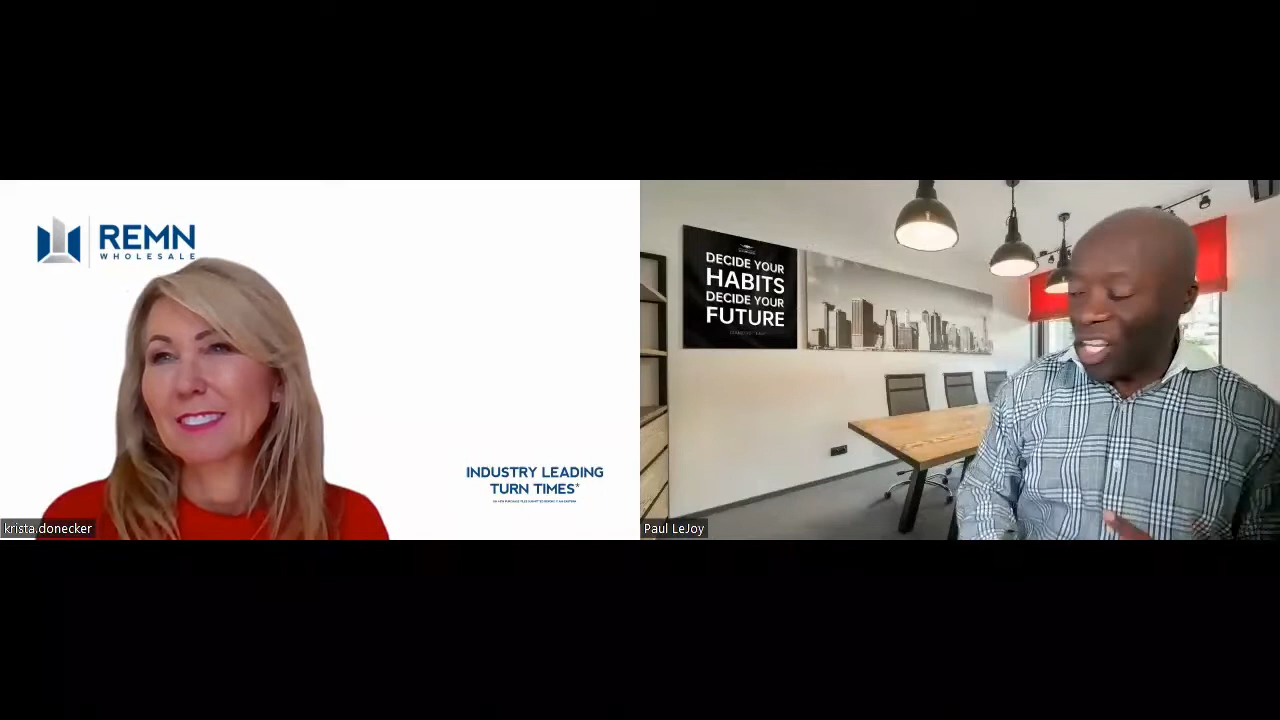 REMN
WHOLESALE
INDUSTRY LEADING
TURN TIMES*
krista.donecker
DECIDE YOUR
HABITS
DECIDE YOUR
FUTURE
Paul LeJoy